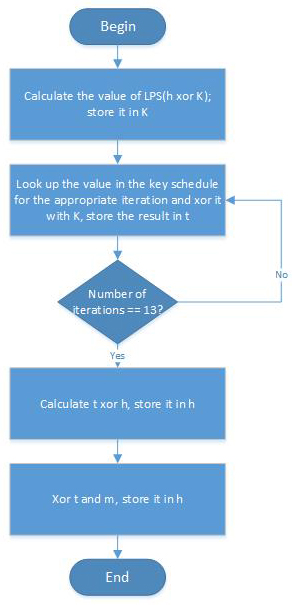 Begin
Calculate the value of LPS(h xor K);
store it in K
Look up the value in the key schedule
for the appropriate iteration and xor it
with K, store the result in t
No
Number of
iterations == 13?
Yes
Calculate t xor h, store it in h
Xor t and m, store it in h
End